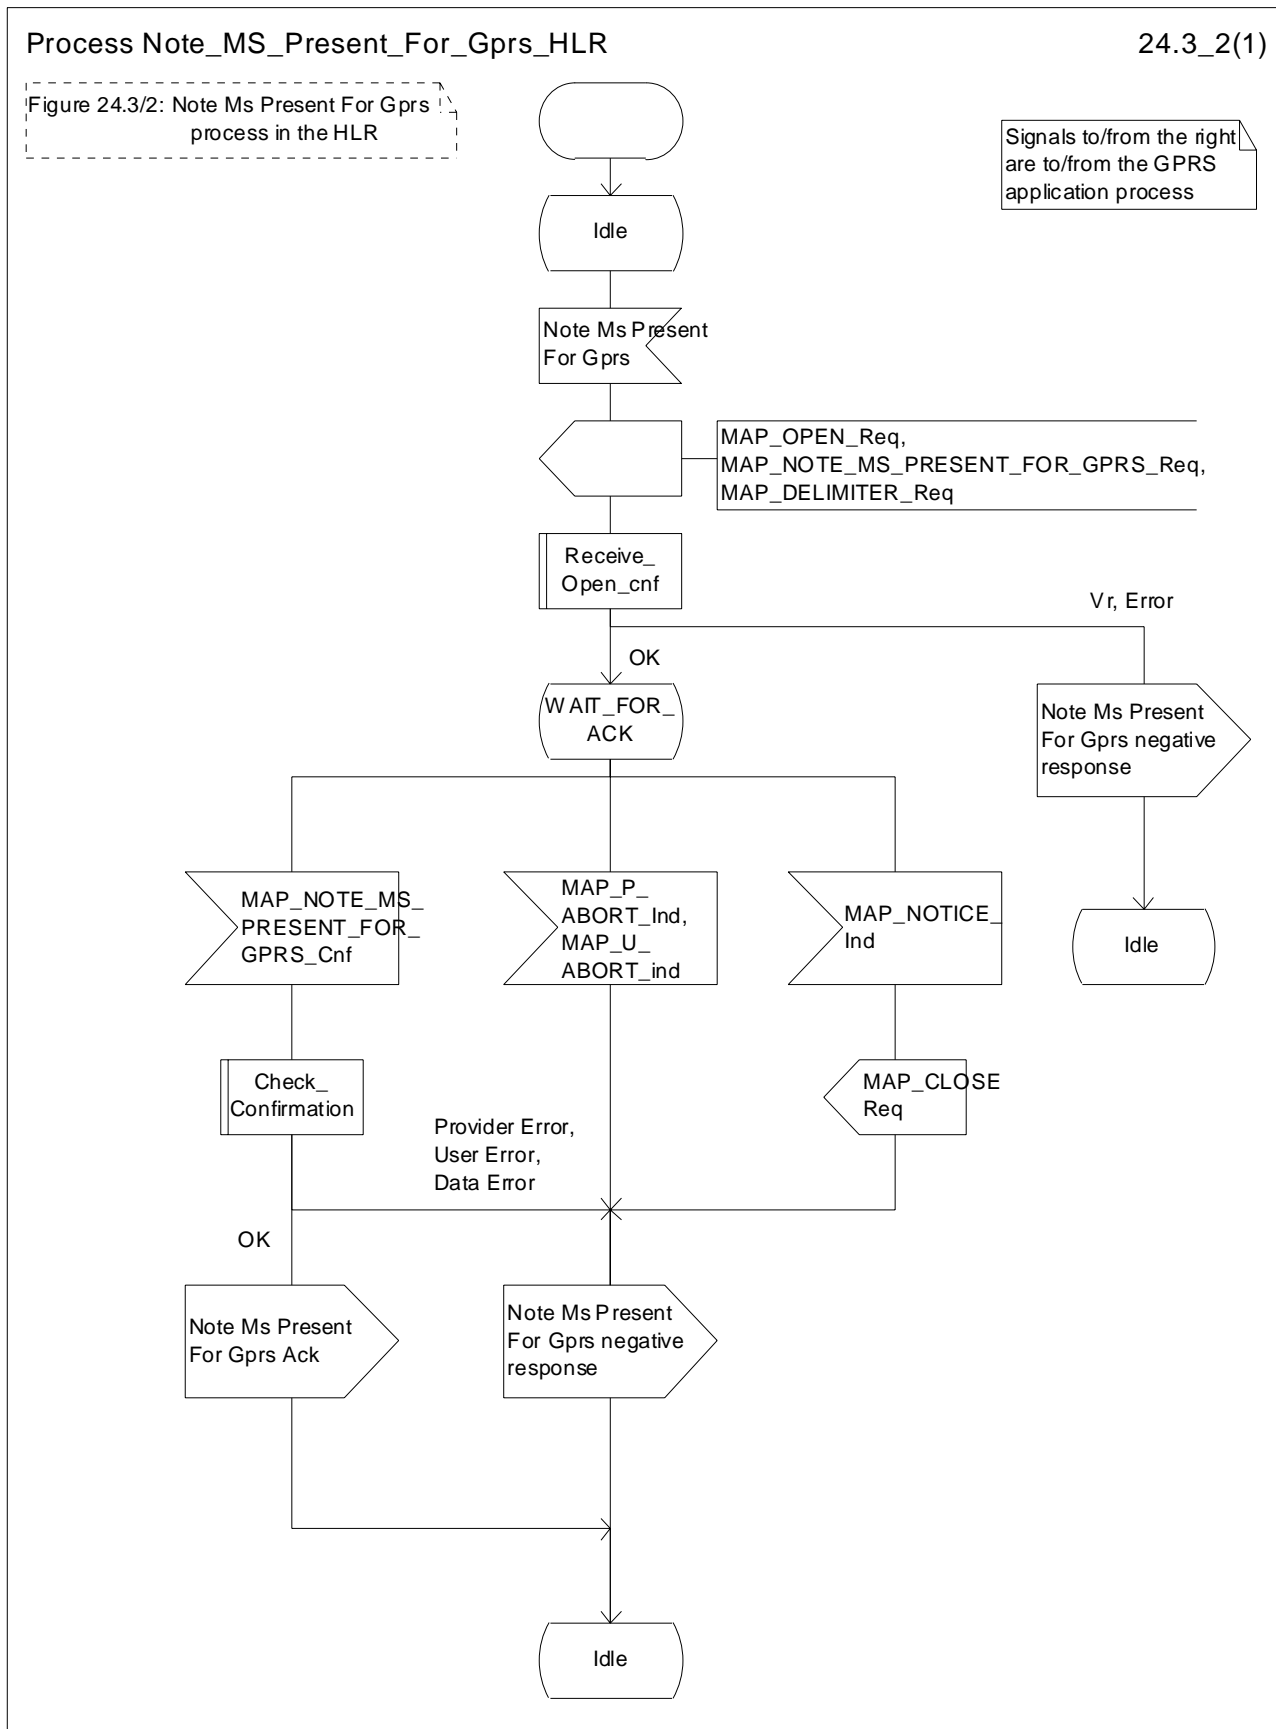 Process Note_MS_Present_For_Gprs_HLR
24.3_2(1)
Figure 24.3/2: Note Ms Present For Gprs
process in the HLR
Signals to/from the right
are to/from the GPRS
application process
Idle
Note Ms Present
For Gprs
MAP_OPEN_Req,
MAP_NOTE_MS_PRESENT_FOR_GPRS_Req,
MAP_DELIMITER_Req
Receive_
Open_cnf
Vr, Error
OK
WAIT_FOR_
ACK
Note Ms Present
For Gprs negative
response
MAP_NOTE_MS_
PRESENT_FOR_
GPRS_Cnf
MAP_P_
ABORT_Ind,
MAP_U_
ABORT_ind
MAP_NOTICE_
Ind
Idle
Check_
Confirmation
MAP_CLOSE
Req
Provider Error,
User Error,
Data Error
OK
Note Ms Present
For Gprs Ack
Note Ms Present
For Gprs negative
response
Idle